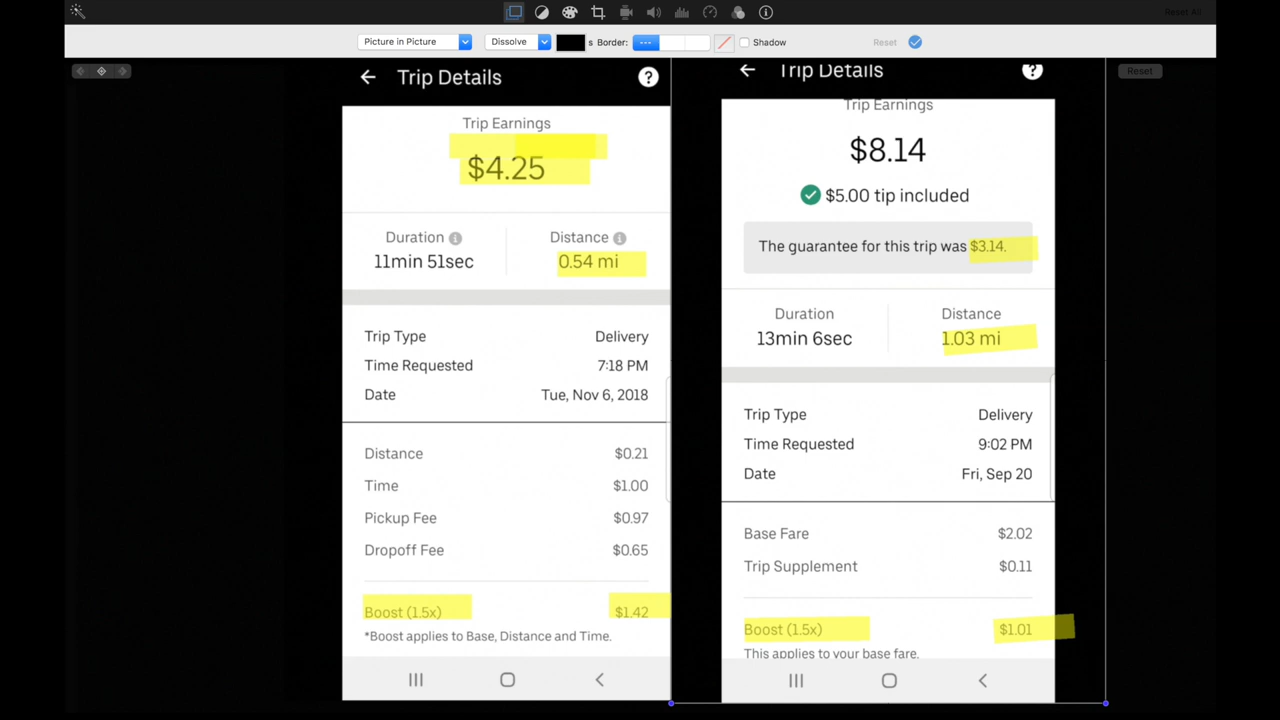 Reset All
Picture in Picture
Dissolve
s Border:
Shadow
Reset
Reset
Trip Details
?
Trip Earnings
$4.25
Duration
Distance
11min 51sec
0.54 mi
Trip Type
Delivery
Time Requested
7:18 PM
Date
Tue, Nov 6, 2018
Distance
$0.21
Time
$1.00
Pickup Fee
$0.97
Dropoff Fee
$0.65
Boost (1.5x)
$1.42
*Boost applies to Base, Distance and Time.
Trip Details
?
Trip Earnings
$8.14
$5.00 tip included
The guarantee for this trip was $3.14.
Duration
Distance
13min 6sec
1.03 mi
Trip Type
Delivery
Time Requested
9:02 PM
Date
Fri, Sep 20
Base Fare
$2.02
Trip Supplement
$0.11
Boost (1.5x)
$1.01
This applies to your base fare.